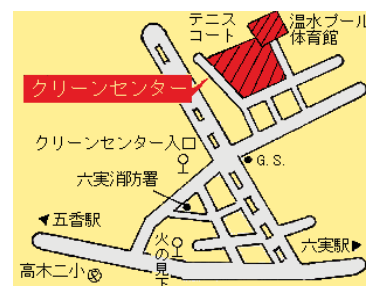 テニス
コート
温水プール
体育館
クリーンセンター
クリーンセンター入口
G.S.
六実消防署
五香駅
火の見下
六実駅
高木二小
文